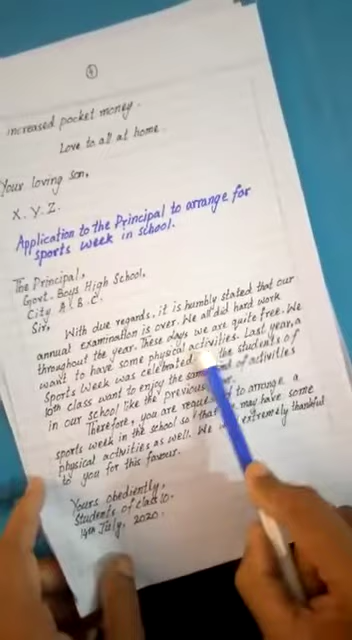 4
increased pocket money.
Love to all at home.
Your loving son,
X.Y.Z.
Application to the Principal to arrange for
sports week in school.
The Principal,
Govt. Boys High School,
City A.B.C.
Sir,
With due regards, it is humbly stated that our
annual examination is over. We all did hard work
throughout the year. These days we are quite free. We
want to have some physical activities. Last year, a
Sports Week was celebrated the students of
10th class want to enjoy the same kind of activities
in our school like the previous
Therefore, you are to arrange a
sports week in the school so that may have some
physical activities as well. We extremely thankful
to you for this favour.
Yours obediently,
Students of class 10.
14th July, 2020.